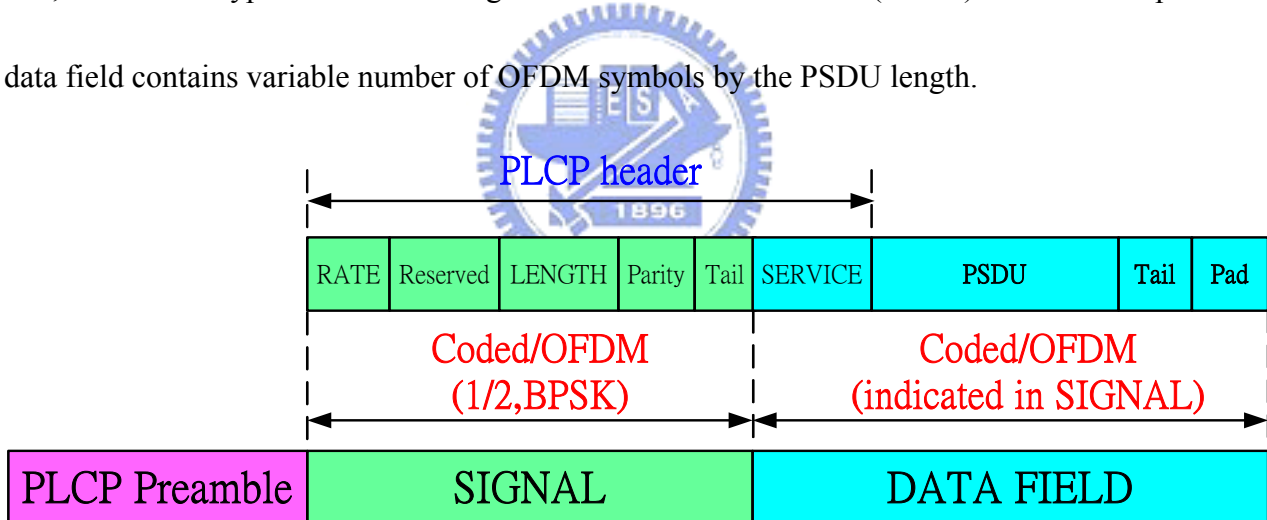 data field contains variable number of OFDM symbols by the PSDU length.
PLCP header
1896
RATE Reserved LENGTH Parity Tail SERVICE PSDU Tail Pad
Coded/OFDM Coded/OFDM
(1/2,BPSK) (indicated in SIGNAL)
PLCP Preamble SIGNAL DATA FIELD